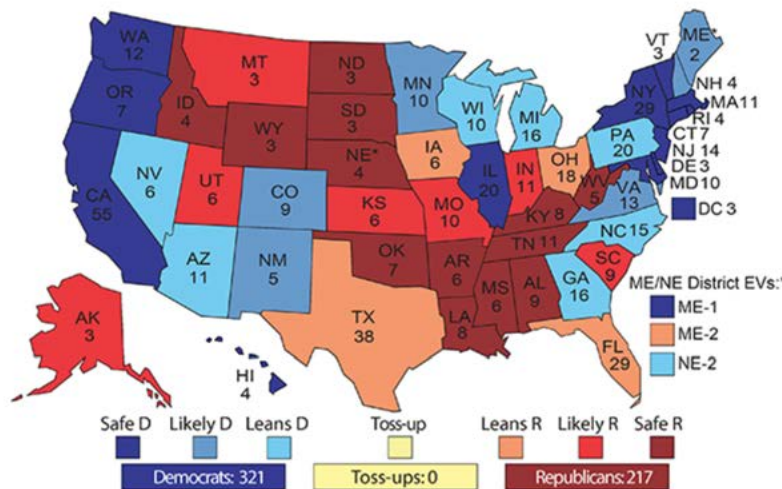 WA
12
OR
7
CA
55
NV
6
ID
4
MT
3
WY
3
UT
6
AZ
11
CO
9
NM
5
ND
3
SD
3
NE*
4
KS
6
OK
7
TX
38
MN
10
IA
6
MO
10
AR
6
LA
8
WI
10
IL
20
MI
16
IN
11
OH
18
KY 8
TN 11
MS
6
AL
9
GA
16
FL
29
SC
9
NC 15
VA
13
WV
5
PA
20
NY
29
VT
3
ME*
2
NH 4
MA11
RI 4
CT 7
NJ 14
DE 3
MD 10
DC 3
AK
3
HI
4
ME/NE District EVs:*
ME-1
ME-2
NE-2
Safe D Likely D Leans D Toss-up Leans R Likely R Safe R
Democrats: 321 Toss-ups: 0 Republicans: 217